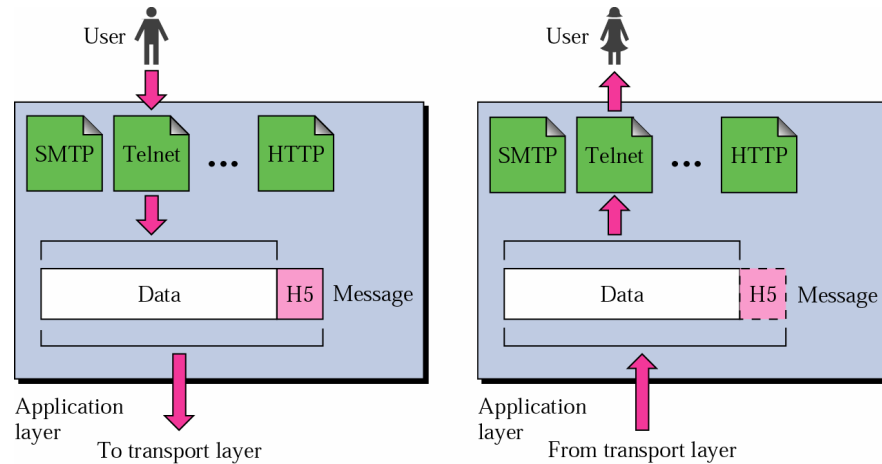 User
SMTP
Telnet
...
HTTP
Data
H5
Message
Application
layer
To transport layer
User
SMTP
Telnet
...
HTTP
Data
H5
Message
Application
layer
From transport layer